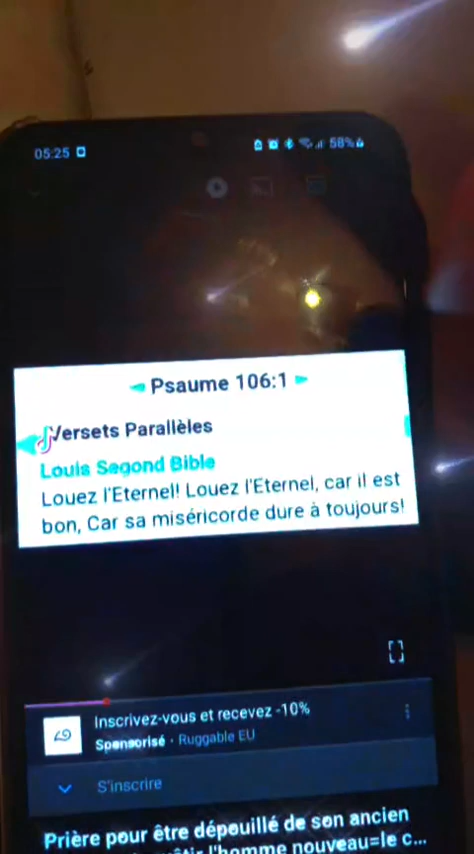 05:25
58%
Psaume 106:1
Versets Parallèles
Louis Segond Bible
Louez l'Eternel! Louez l'Eternel, car il est
bon, Car sa miséricorde dure à toujours!
Inscrivez-vous et recevez -10%
Sponsorisé · Ruggable EU
S'inscrire
Prière pour être dépouillé de son ancien
l'homme nouveau=le c...